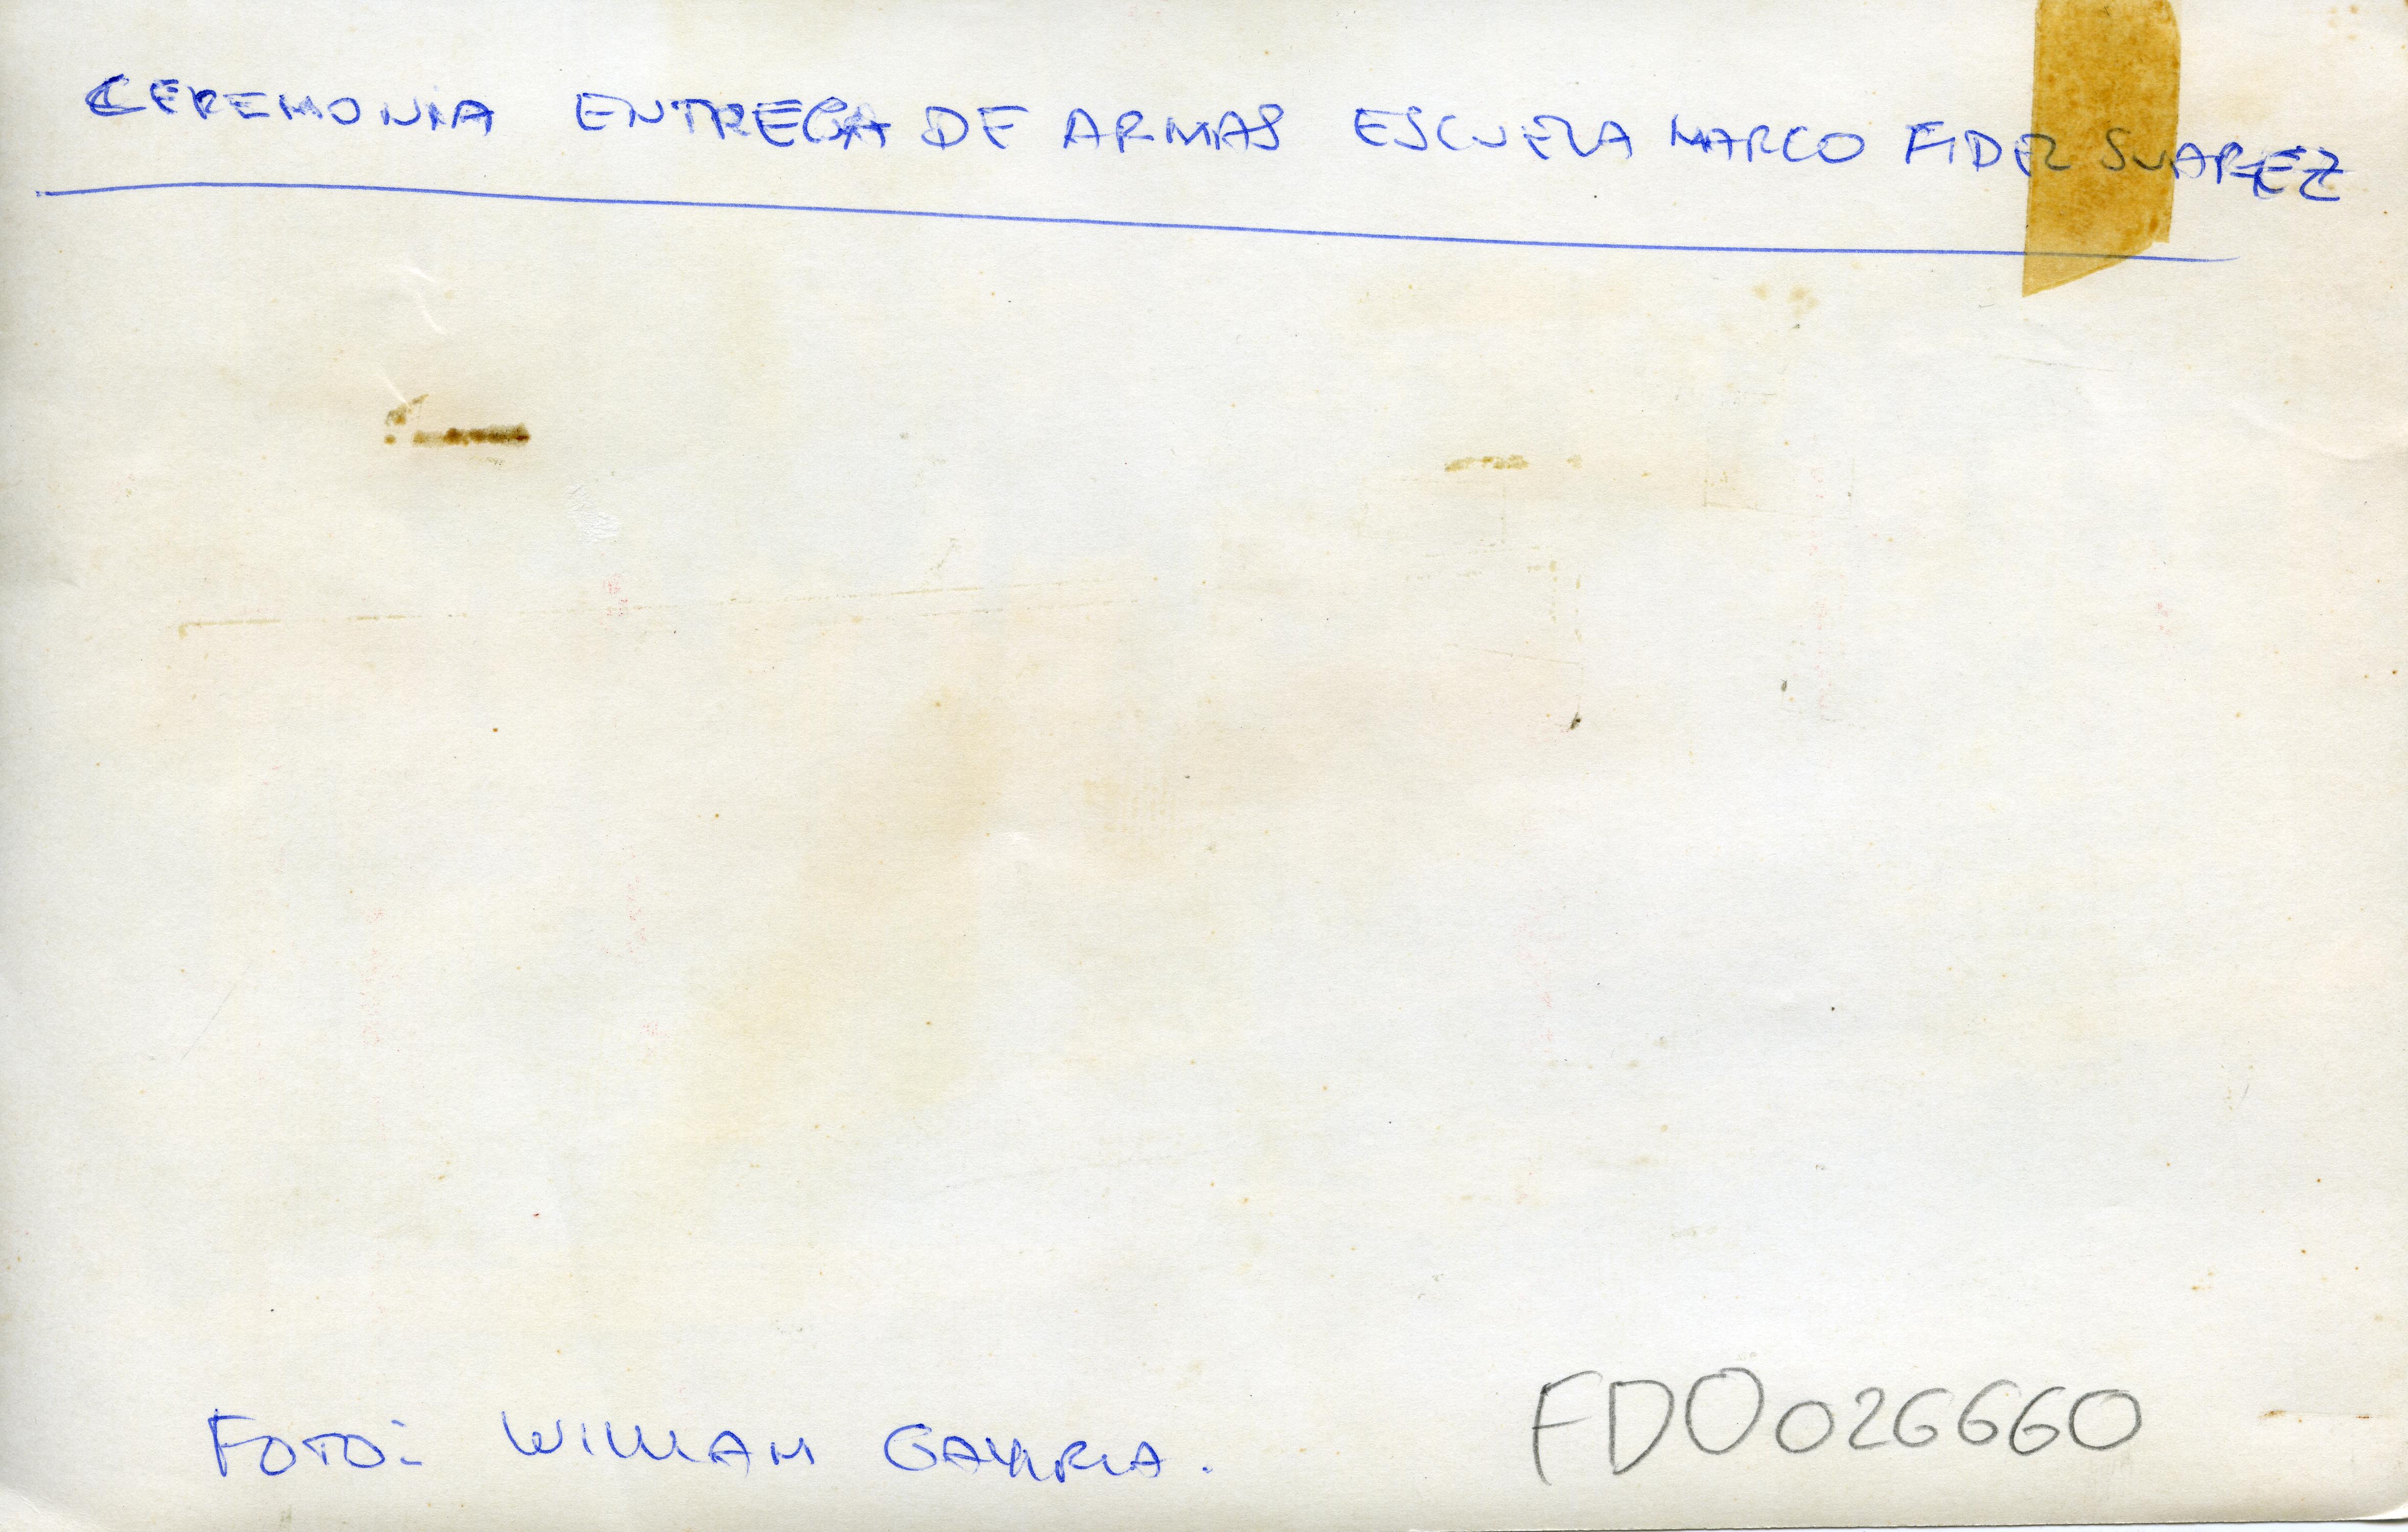 CEREMONIA ENTREGA DE ARMAS ESCUELA MARCO FIDEL SUAREZ
FOTO: WILLIAM GAVIRIA.
FDO026660